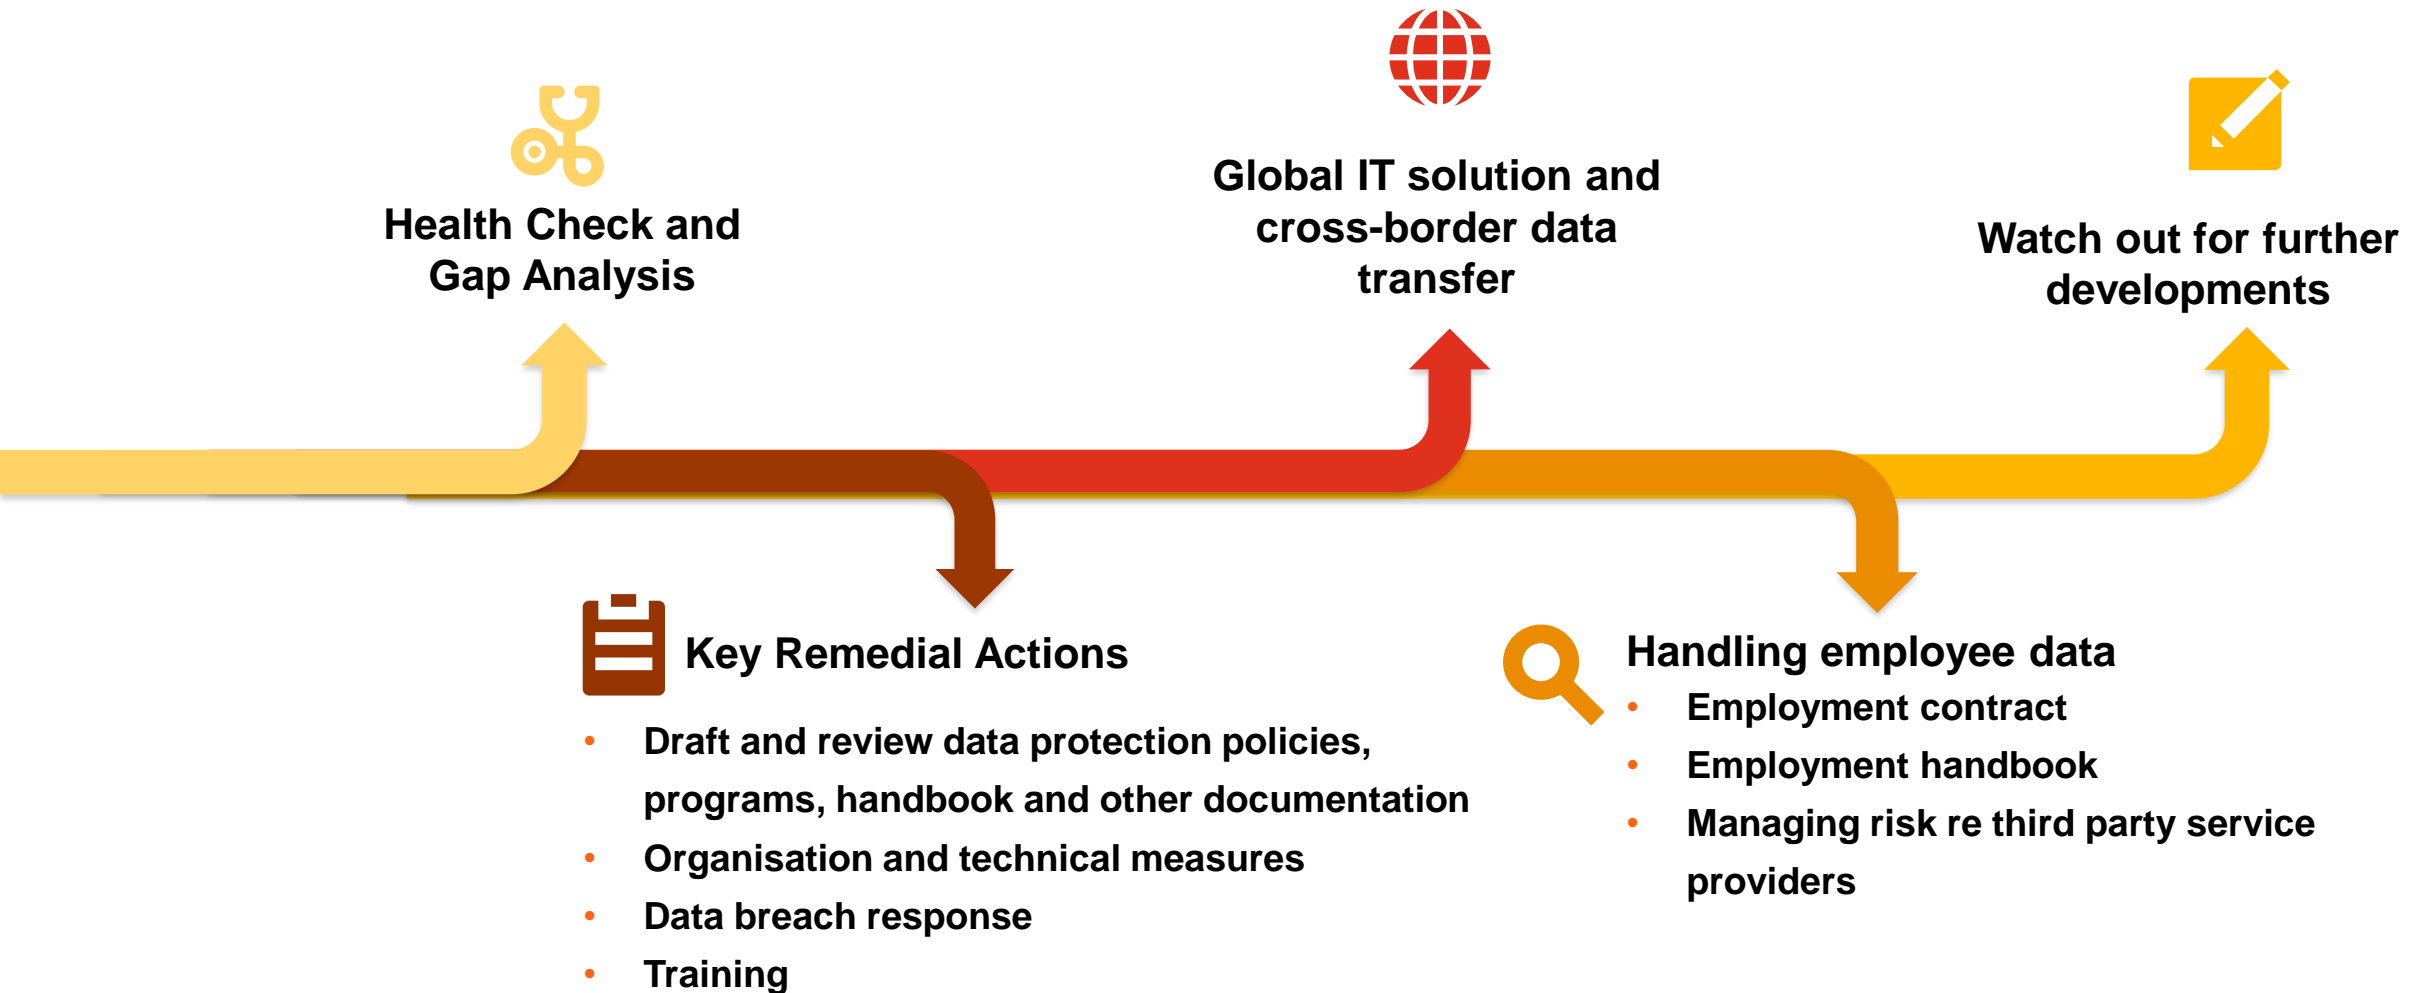 Health Check and
Gap Analysis
Global IT solution and
cross-border data
transfer
Watch out for further
developments
Key Remedial Actions
• Draft and review data protection policies,
programs, handbook and other documentation
• Organisation and technical measures
• Data breach response
• Training
Handling employee data
• Employment contract
• Employment handbook
• Managing risk re third party service
providers